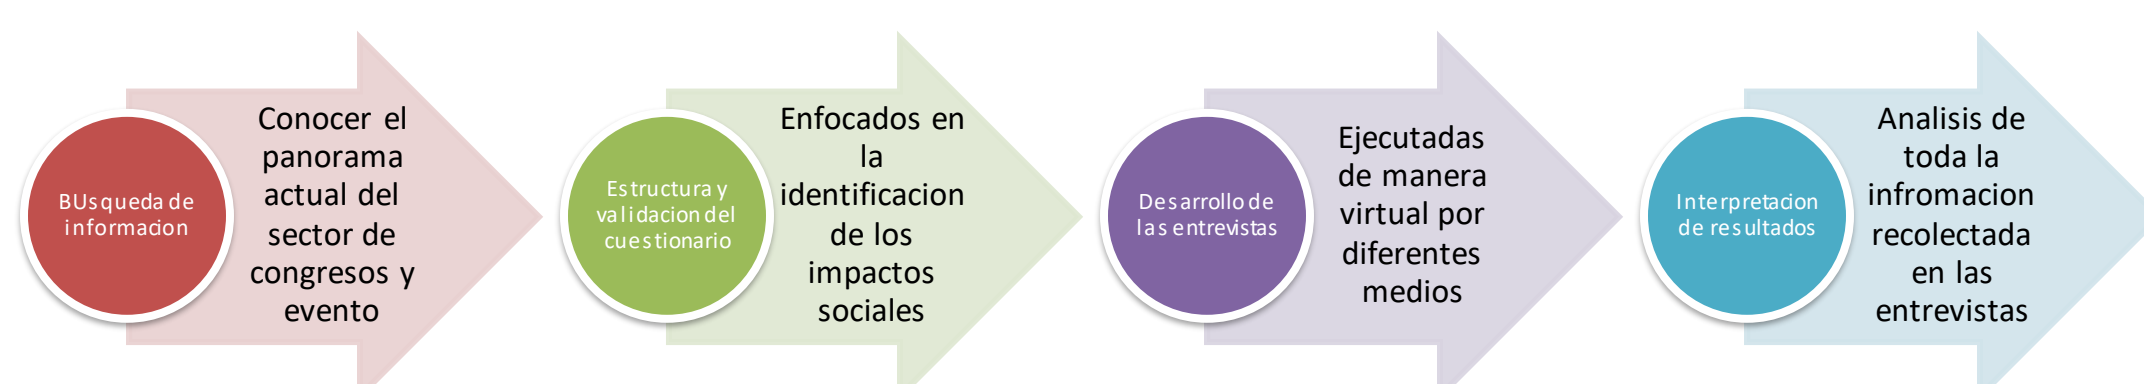 BUsqueda de
informacion
Conocer el
panorama
actual del
sector de
congresos y
evento
Estructura y
validacion del
cuestionario
Enfocados en
la
identificacion
de los
impactos
sociales
Desarrollo de
las entrevistas
Ejecutadas
de manera
virtual por
diferentes
medios
Interpretacion
de resultados
Analisis de
toda la
infromacion
recolectada
en las
entrevistas